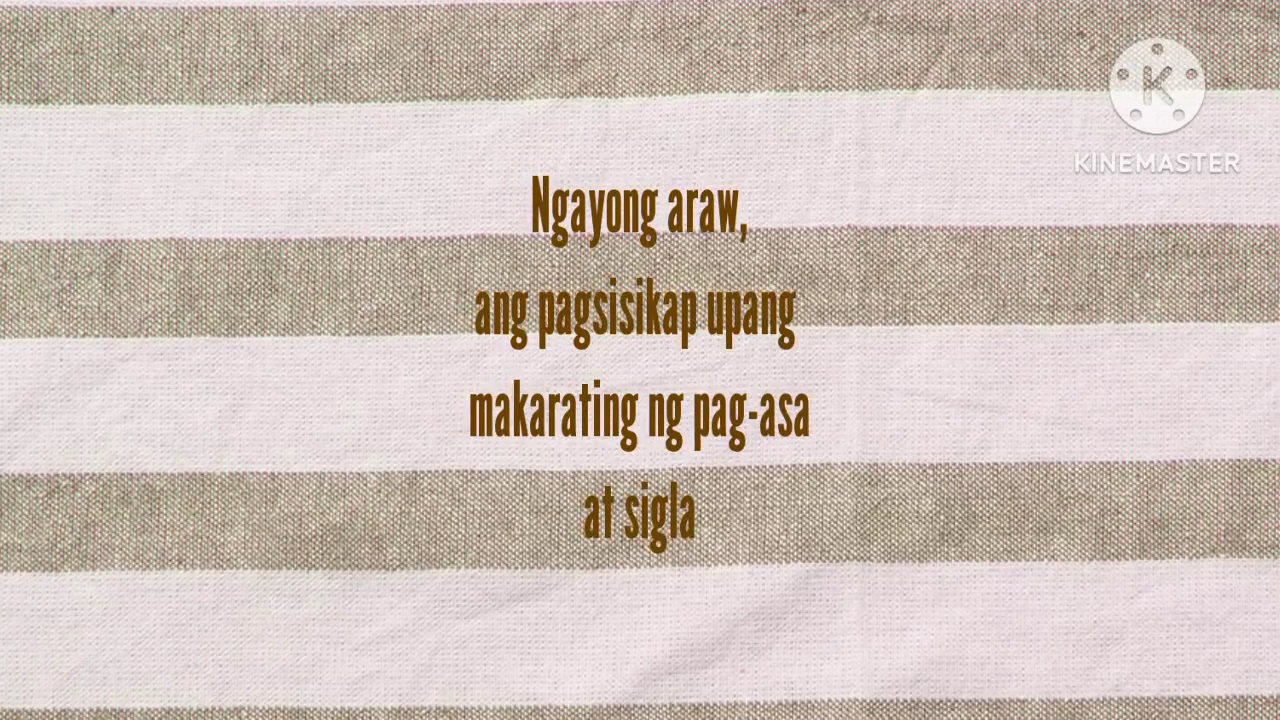 KINEMASTER
Ngayong araw,
ang pagsisikap upang
makarating ng pag-asa
at sigla